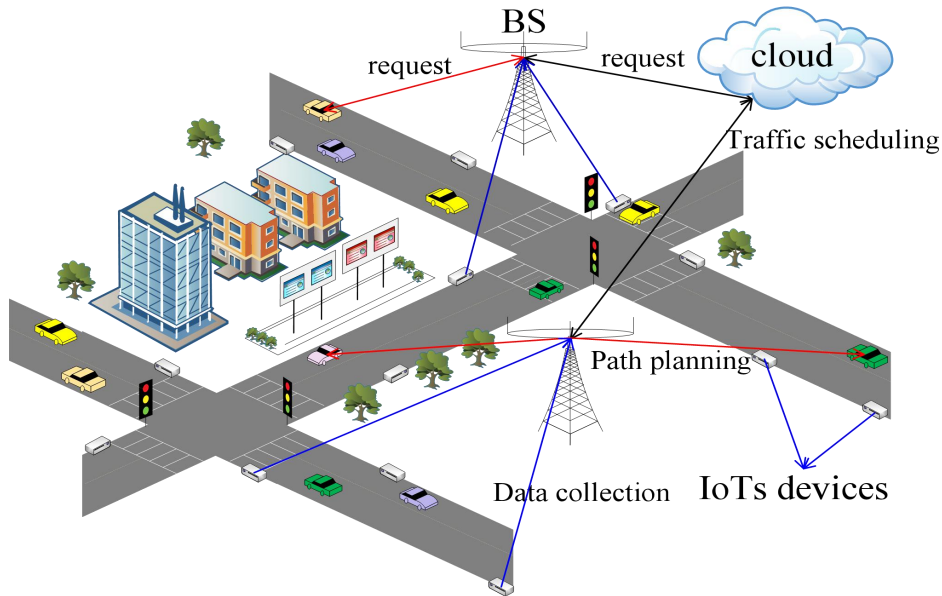 BS
request
request
cloud
Traffic scheduling
Path planning
Data collection
IoTs devices